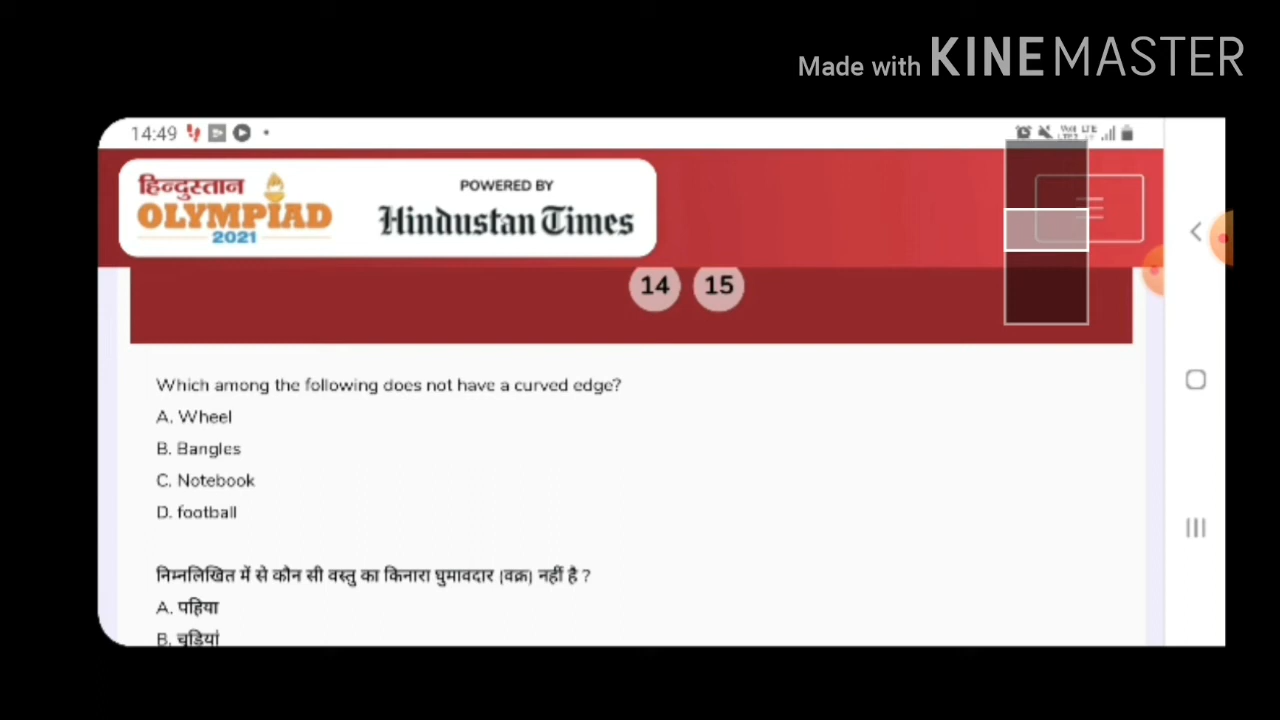 Made with KINEMASTER
14:49
हिन्दुस्तान
OLYMPIAD
2021
POWERED BY
Hindustan Times
14 15
Which among the following does not have a curved edge?
A. Wheel
B. Bangles
C. Notebook
D. football
निम्नलिखित में से कौन सी वस्तु का किनारा घुमावदार (वक्र) नहीं है ?
A. पहिया
B. चूड़ियां